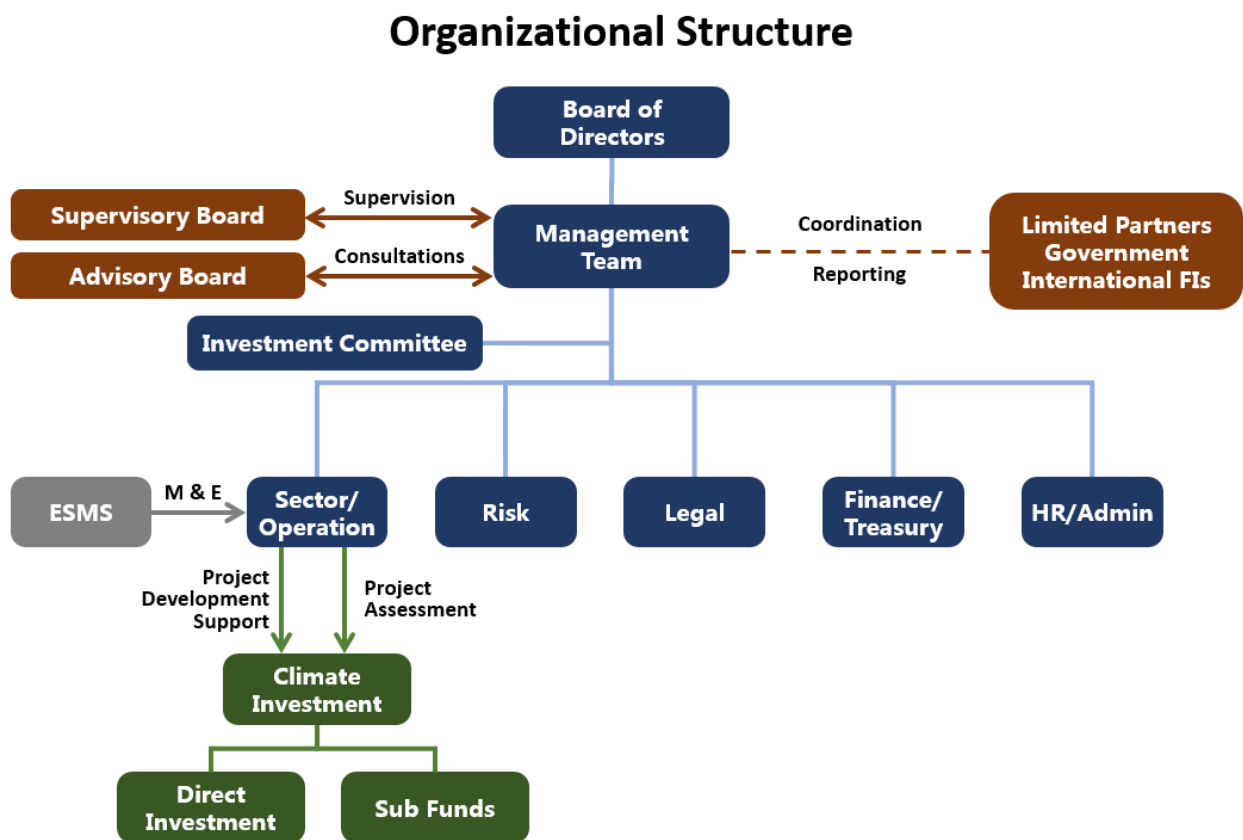 Organizational Structure
Board of
Directors
Supervisory Board
Supervision
Management
Team
Coordination
Reporting
Limited Partners
Government
International FIs
Advisory Board
Consultations
Investment Committee
ESMS
M & E
Sector/
Operation
Risk
Legal
Finance/
Treasury
HR/Admin
Project
Development
Support
Project
Assessment
Climate
Investment
Direct
Investment
Sub Funds